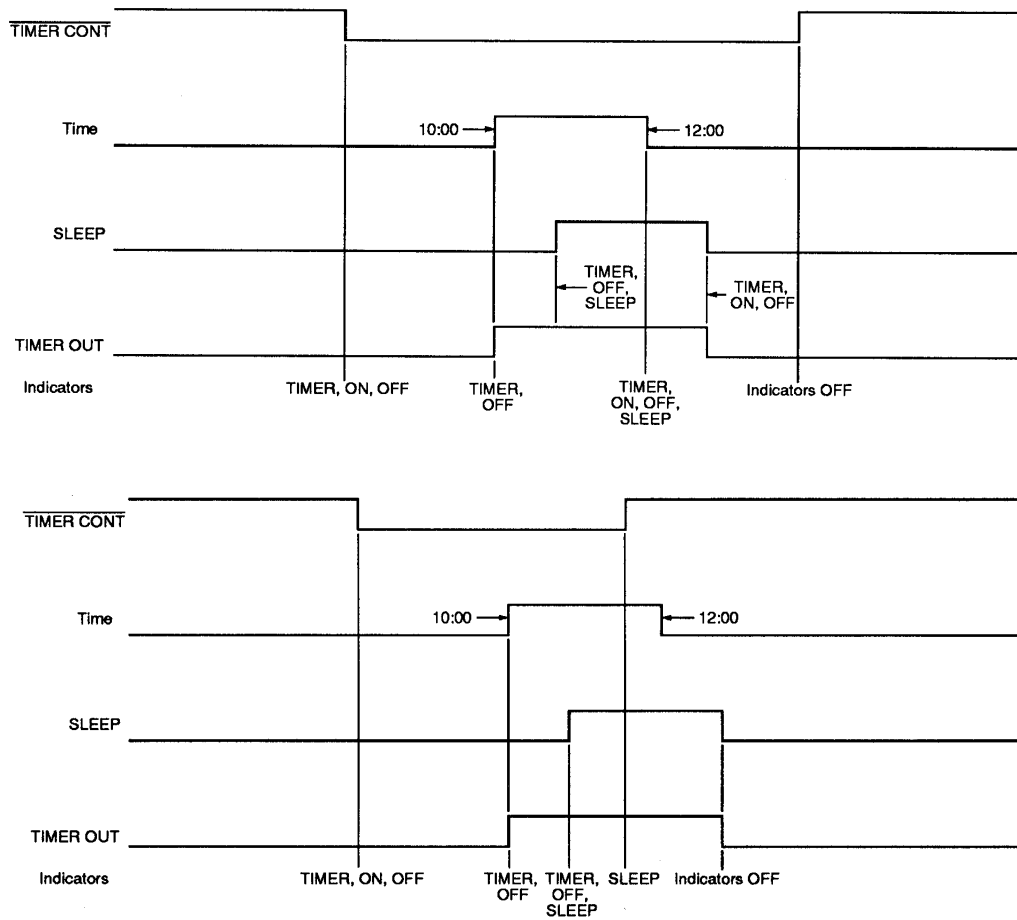 TIMER CONT
Time
10:00
12:00
SLEEP
TIMER,
OFF,
SLEEP
TIMER,
ON, OFF
TIMER OUT
Indicators
TIMER, ON, OFF
TIMER,
OFF
TIMER,
ON, OFF,
SLEEP
Indicators OFF
TIMER CONT
Time
10:00
12:00
SLEEP
TIMER OUT
Indicators
TIMER, ON, OFF
TIMER,
OFF
TIMER,
OFF,
SLEEP
SLEEP
Indicators OFF